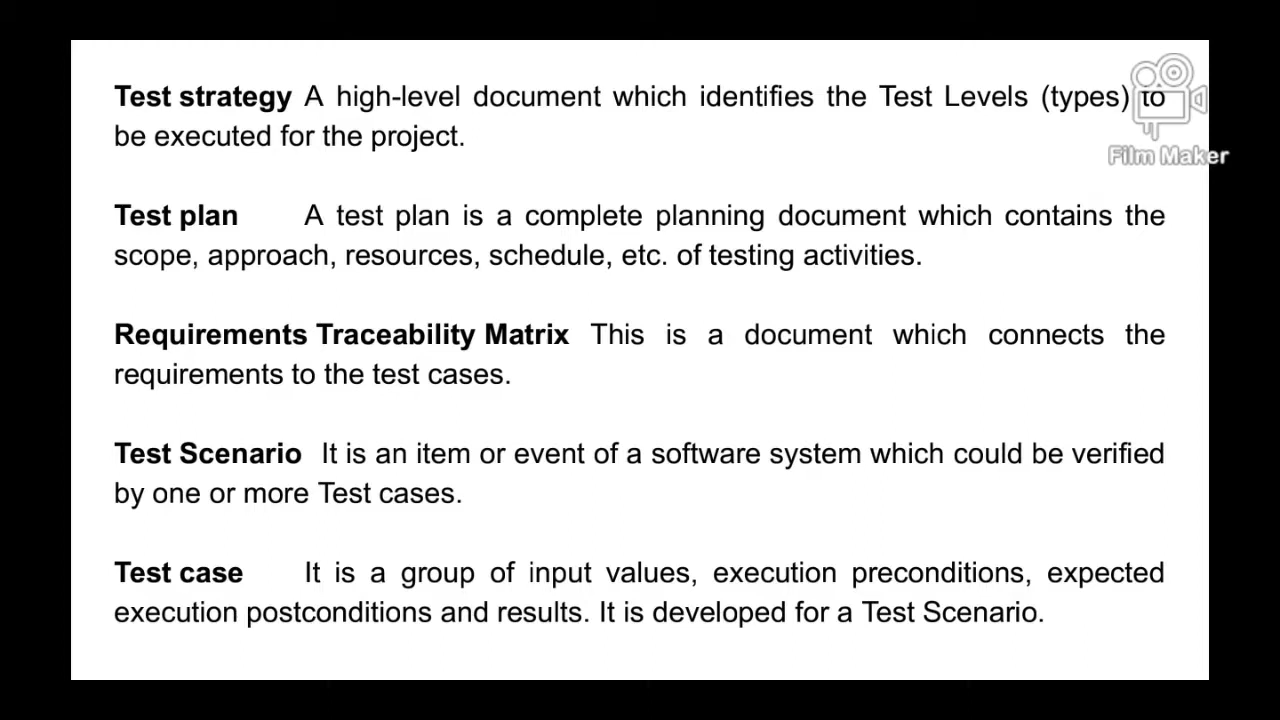 Test strategy A high-level document which identifies the Test Levels (types) to
be executed for the project.
Film Maker
Test plan A test plan is a complete planning document which contains the
scope, approach, resources, schedule, etc. of testing activities.
Requirements Traceability Matrix This is a document which connects the
requirements to the test cases.
Test Scenario It is an item or event of a software system which could be verified
by one or more Test cases.
Test case It is a group of input values, execution preconditions, expected
execution postconditions and results. It is developed for a Test Scenario.